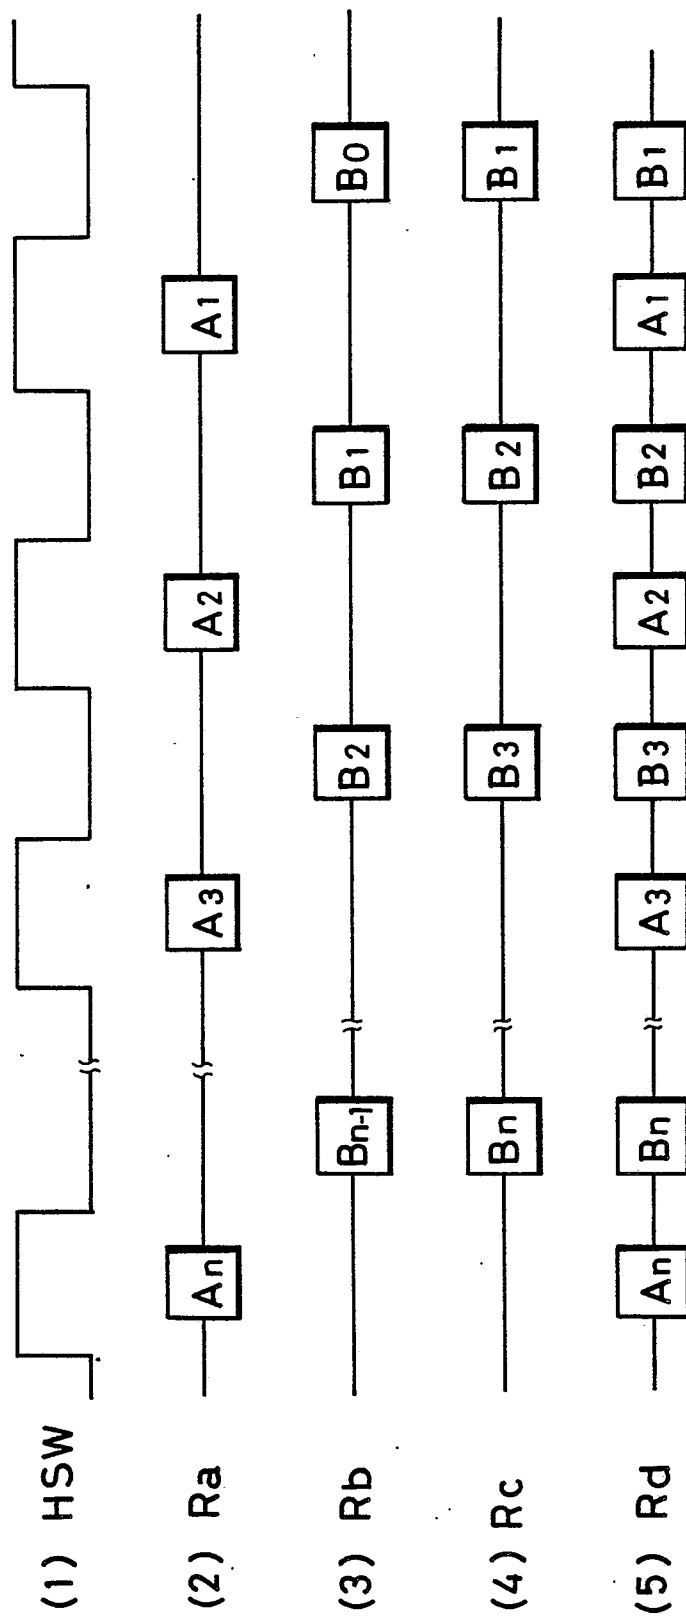 (1) HSW
(2) Ra An A3 A2 A1
(3) Rb Bn-1 B2 B1 B0
(4) Rc Bn B3 B2 B1
(5) Rd An Bn A3 B3 A2 B2 A1 B1